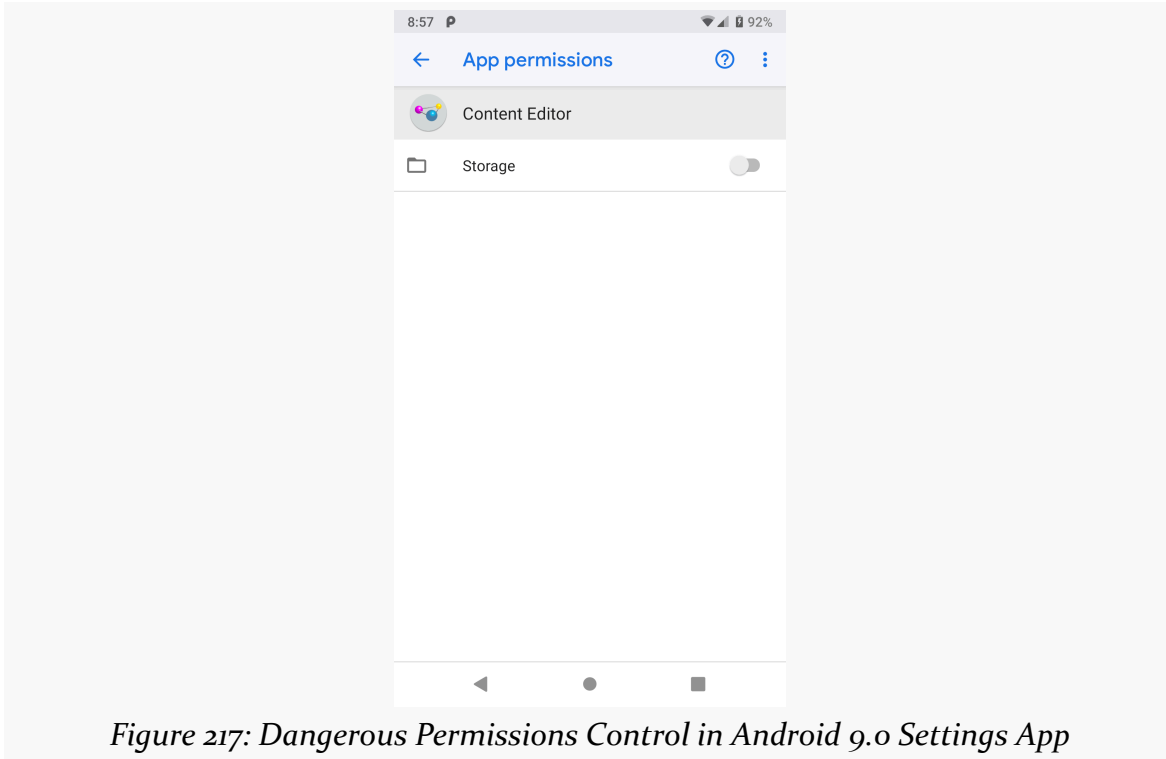 8:57 92%
App permissions
Content Editor
Storage
Figure 217: Dangerous Permissions Control in Android 9.0 Settings App